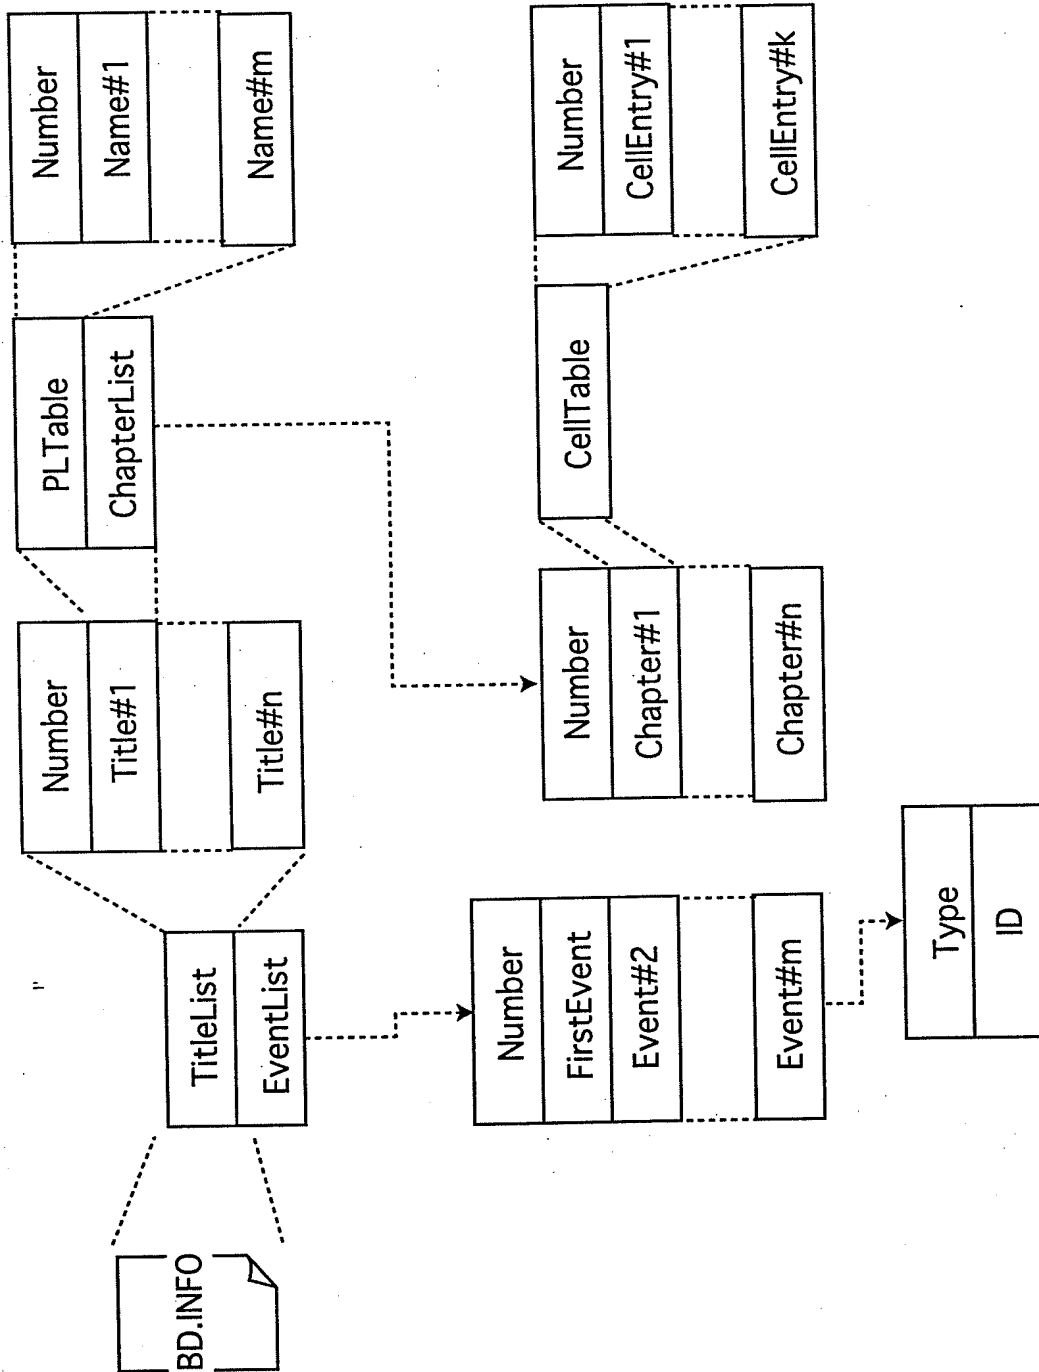 BD.INFO
TitleList
EventList
Number
Title#1
Title#n
PLTable
ChapterList
Number
Name#1
Name#m
Number
FirstEvent
Event#2
Event#m
Type
ID
Number
Chapter#1
Chapter#n
CellTable
Number
CellEntry#1
CellEntry#k